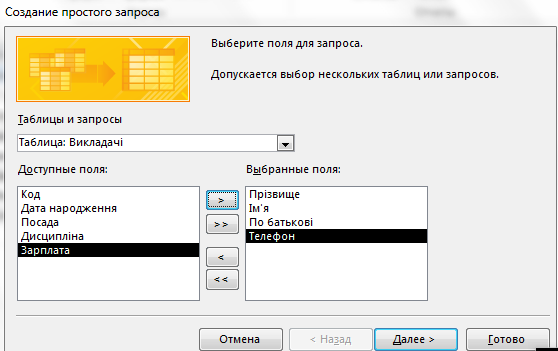 Создание простого запроса
Выберите поля для запроса.
Допускается выбор нескольких таблиц или запросов.
Таблицы и запросы
Таблица: Викладачі
Доступные поля:
Выбранные поля:
Код
Дата народження
Посада
Дисципліна
Зарплата
>
>>
<
<<
Прізвище
Ім'я
По батькові
Телефон
Отмена
< Назад
Далее >
Готово